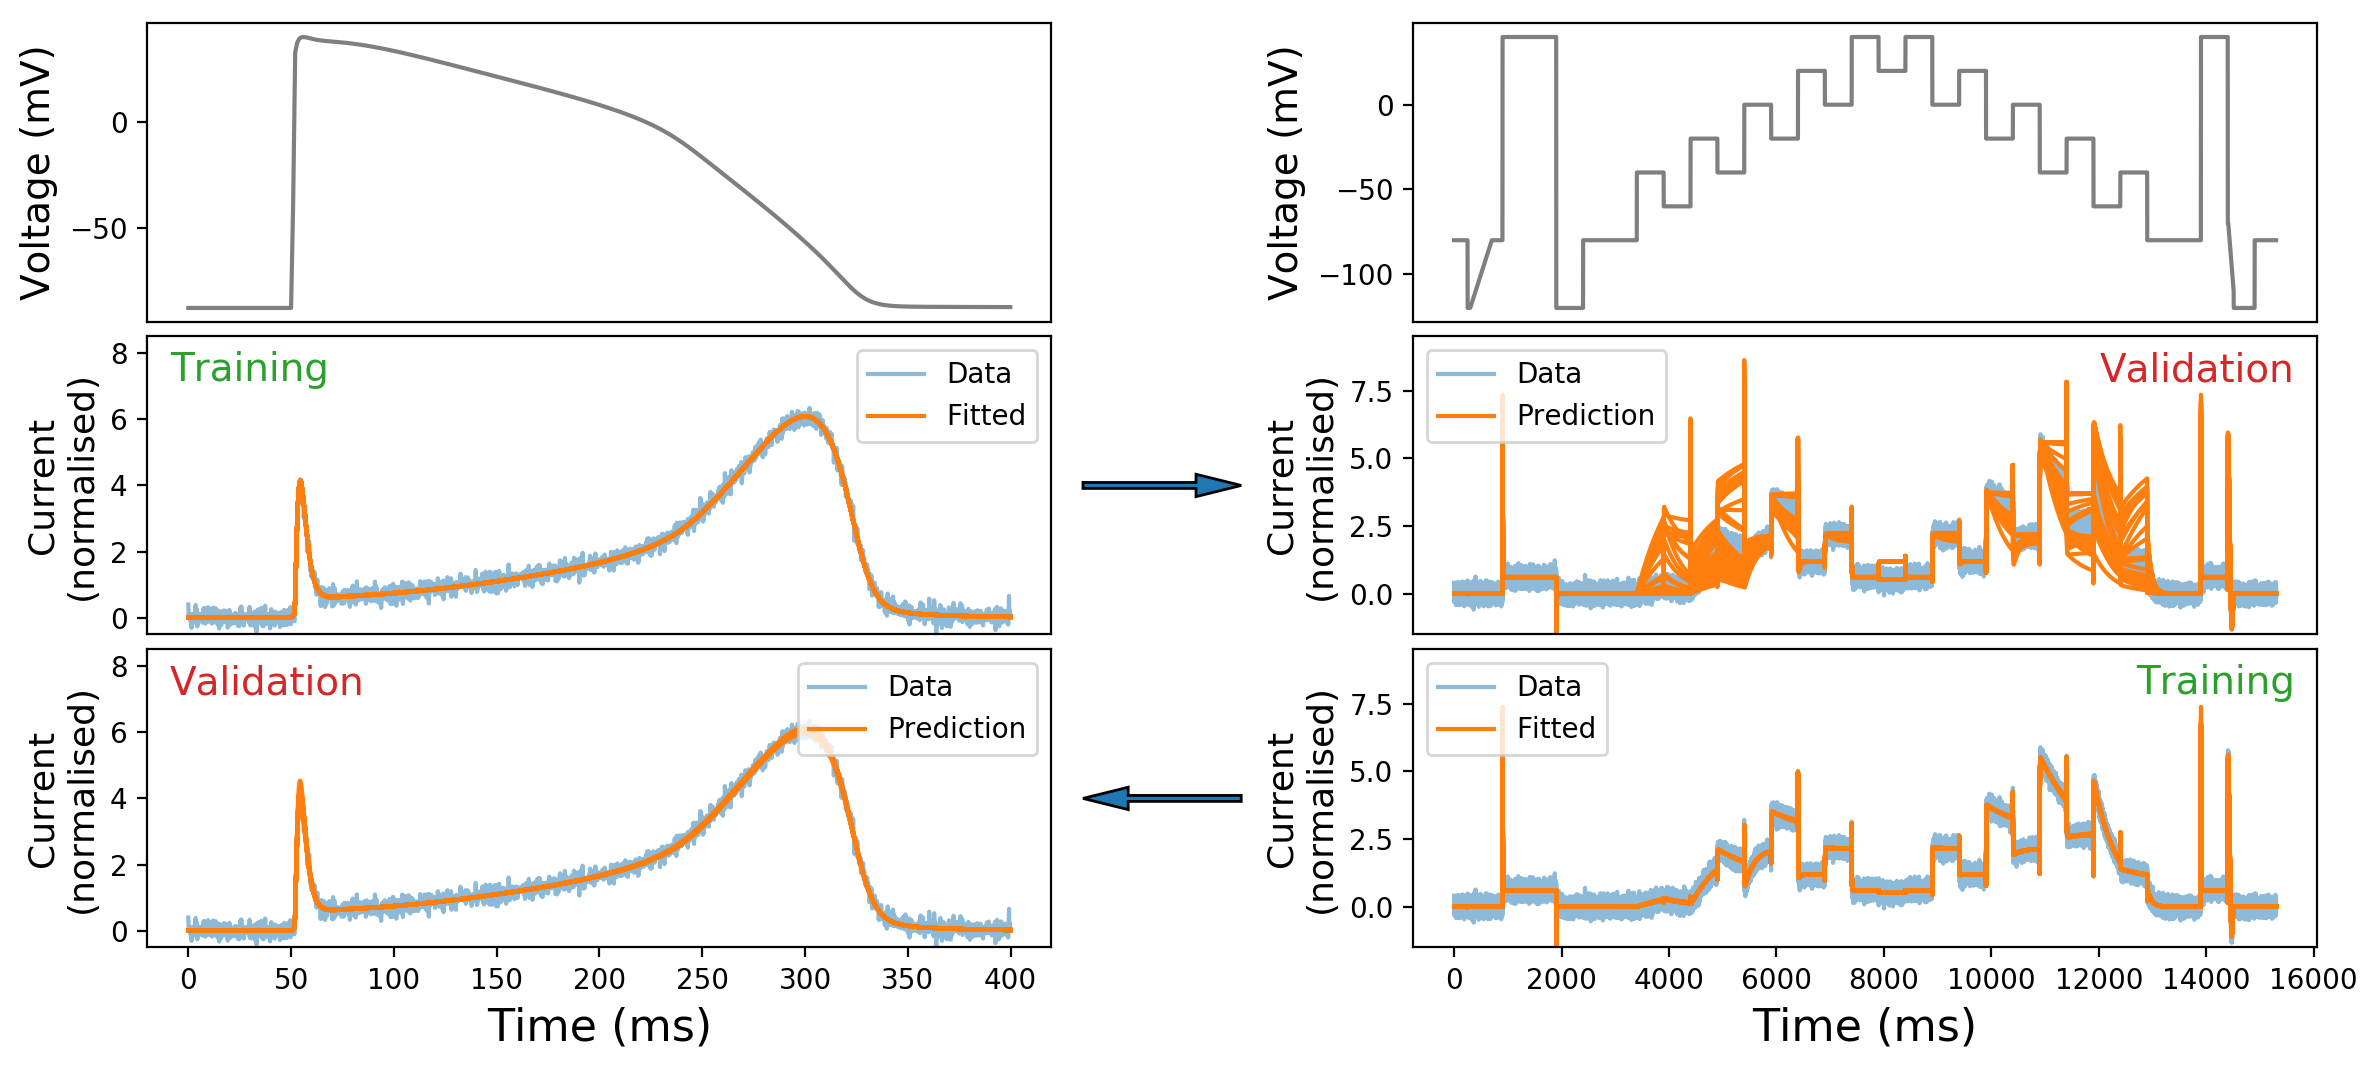 Voltage (mV)
0
−50
Voltage (mV)
0
−50
−100
Training
Current
(normalised)
8
6
4
2
0
Data
Fitted
Validation
Current
(normalised)
7.5
5.0
2.5
0.0
Data
Prediction
Validation
Current
(normalised)
8
6
4
2
0
Data
Prediction
0 50 100 150 200 250 300 350 400
Time (ms)
Training
Current
(normalised)
7.5
5.0
2.5
0.0
Data
Fitted
0 2000 4000 6000 8000 10000 12000 14000 16000
Time (ms)